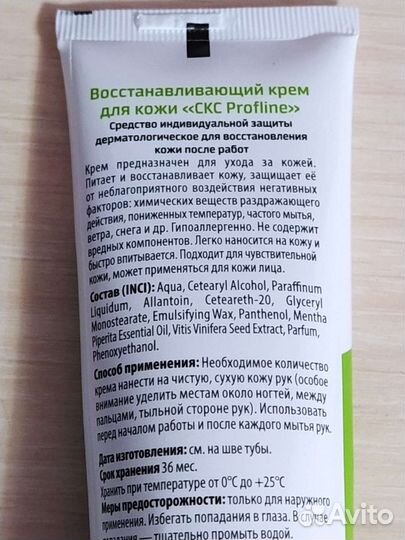 Восстанавливающий крем
для кожи «СКС Profline»
Средство индивидуальной защиты
дерматологическое для восстановления
кожи после работ
Крем предназначен для ухода за кожей.
Питает и восстанавливает кожу, защищает её
от неблагоприятного воздействия негативных
факторов: химических веществ раздражающего
действия, пониженных температур, частого мытья,
ветра, снега и др. Гипоаллергенно. Не содержит
вредных компонентов. Легко наносится на кожу и
быстро впитывается. Подходит для чувствительной
кожи, может применяться для кожи лица.
Состав (INCI): Aqua, Cetearyl Alcohol, Paraffinum
Liquidum, Allantoin, Ceteareth-20, Glyceryl
Monostearate, Emulsifying Wax, Panthenol, Mentha
Piperita Essential Oil, Vitis Vinifera Seed Extract, Parfum,
Phenoxyethanol.
Способ применения: Необходимое количество
крема нанести на чистую, сухую кожу рук (особое
внимание уделить местам около ногтей, между
пальцами, тыльной стороне рук). Использовать
перед началом работы и после каждого мытья рук.
Дата изготовления: см. на шве тубы.
Срок хранения 36 мес.
Хранить при температуре от 0°С до +25°С
Меры предосторожности: только для наружного
применения. Избегать попадания в глаза. В случае
попадания — тщательно промыть водой.
Avito